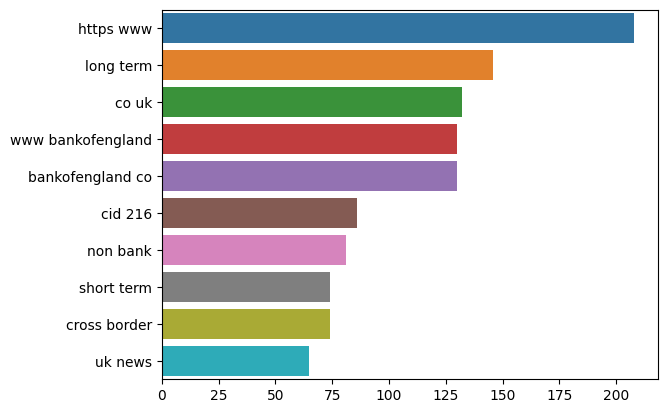 https www
long term
co uk
www bankofengland
bankofengland co
cid 216
non bank
short term
cross border
uk news
0 25 50 75 100 125 150 175 200